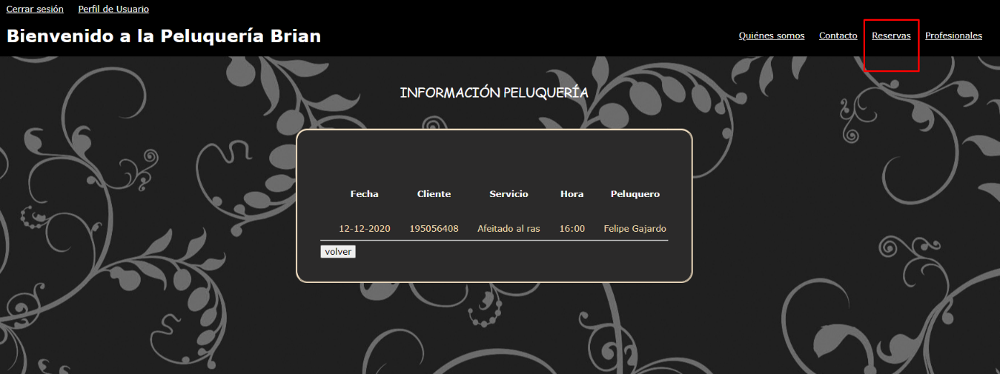 Cerrar sesión Perfil de Usuario
Bienvenido a la Peluquería Brian
Quiénes somos Contacto Reservas Profesionales
INFORMACIÓN PELUQUERÍA
Fecha Cliente Servicio Hora Peluquero
12-12-2020 195056408 Afeitado al ras 16:00 Felipe Gajardo
volver